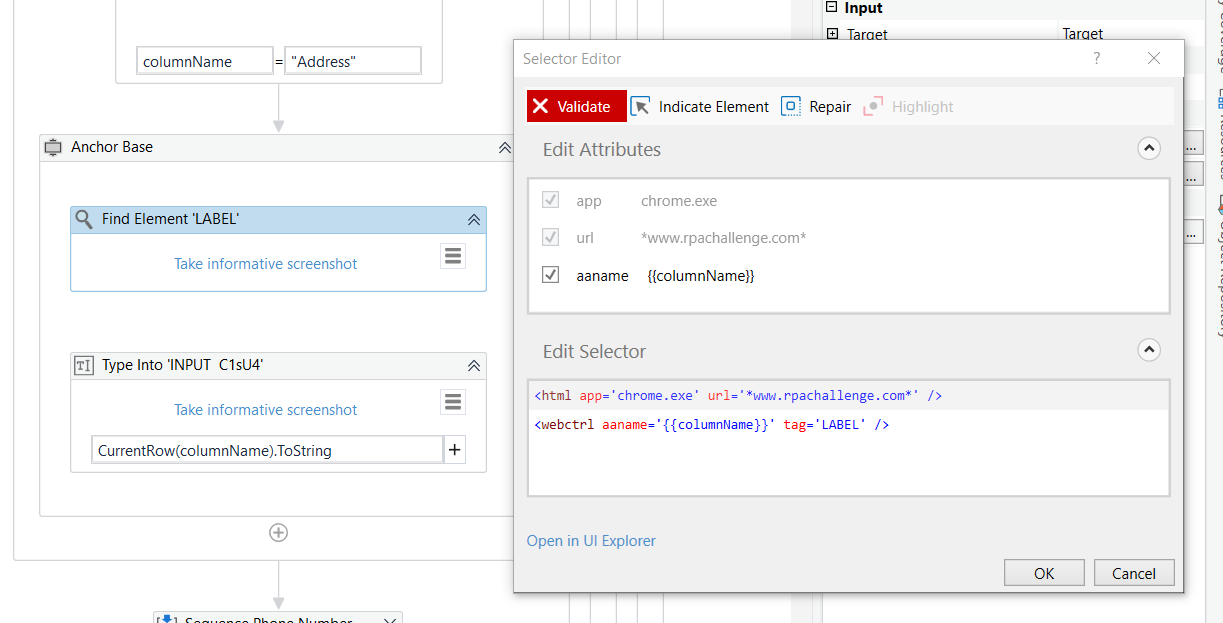 columnName = "Address"
Anchor Base
Find Element 'LABEL'
Take informative screenshot
Type Into 'INPUT C1sU4'
Take informative screenshot
CurrentRow(columnName).ToString
Sequence Phone Number
Input
Target Target
Selector Editor
?
Validate Indicate Element Repair Highlight
Edit Attributes
app chrome.exe
url *www.rpachallenge.com*
aaname {{columnName}}
Edit Selector
<html app='chrome.exe' url='*www.rpachallenge.com*' />
<webctrl aaname='{{columnName}}' tag='LABEL' />
Open in UI Explorer
OK Cancel
...
...
...
Resources
Object Repository